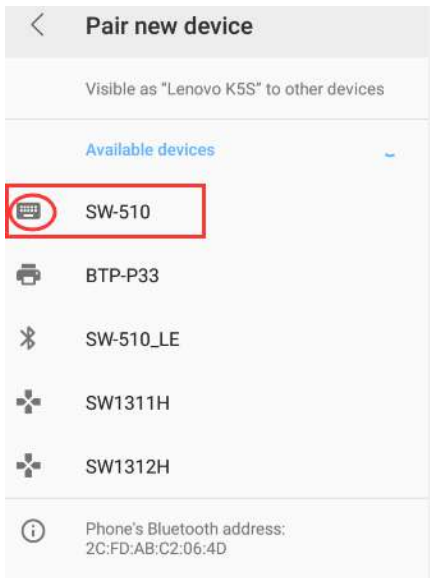 Pair new device
Visible as "Lenovo K5S" to other devices
Available devices
SW-510
BTP-P33
SW-510_LE
SW1311H
SW1312H
Phone's Bluetooth address:
2C:FD:AB:C2:06:4D